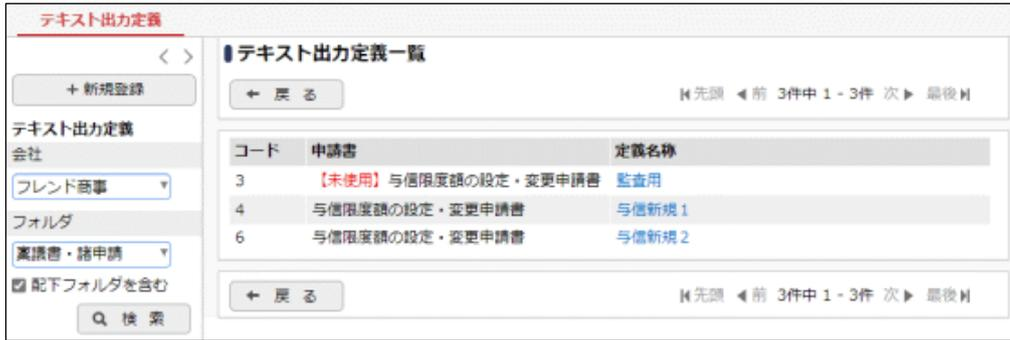 テキスト出力定義
< >
+ 新規登録
テキスト出力定義
会社
フレンド商事
フォルダ
稟議書・諸申請
配下フォルダを含む
検 索
テキスト出力定義一覧
戻 る
先頭 前 3件中 1 - 3件 次 最後
コード 申請書 定義名称
3 【未使用】与信限度額の設定・変更申請書 監査用
4 与信限度額の設定・変更申請書 与信新規1
6 与信限度額の設定・変更申請書 与信新規2
戻 る
先頭 前 3件中 1 - 3件 次 最後